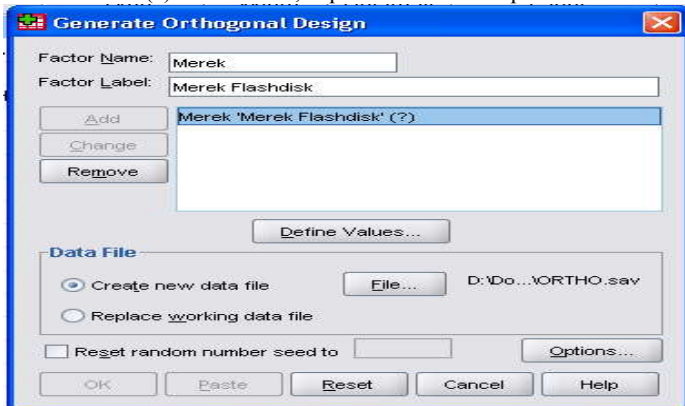 Generate Orthogonal Design
Factor Name: Merek
Factor Label: Merek Flashdisk
Add
Merek 'Merek Flashdisk' (?)
Change
Remove
Define Values...
Data File
Create new data file
File...
D:\Do...\ORTHO.sav
Replace working data file
Reset random number seed to
Options...
OK
Paste
Reset
Cancel
Help